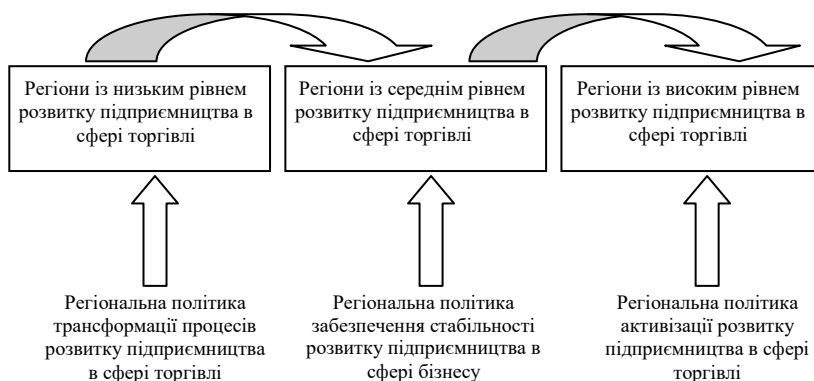 Регіони із низьким рівнем
розвитку підприємництва в
сфері торгівлі
Регіони із середнім рівнем
розвитку підприємництва в
сфері торгівлі
Регіони із високим рівнем
розвитку підприємництва в
сфері торгівлі
Регіональна політика
трансформації процесів
розвитку підприємництва
в сфері торгівлі
Регіональна політика
забезпечення стабільності
розвитку підприємництва в
сфері бізнесу
Регіональна політика
активізації розвитку
підприємництва в сфері
торгівлі